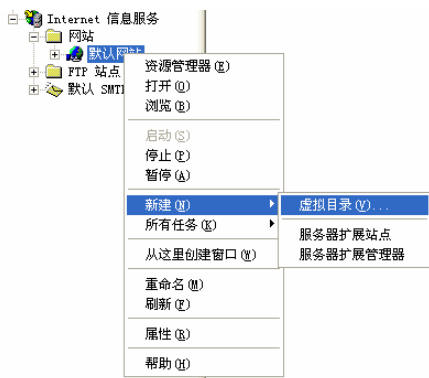 Internet 信息服务
网站
默认网站
FTP 站点
默认 SMT
资源管理器(E)
打开(O)
浏览(B)
启动(S)
停止(P)
暂停(A)
新建(N)
虚拟目录(V)...
所有任务(K)
服务器扩展站点
服务器扩展管理器
从这里创建窗口(W)
重命名(M)
刷新(F)
属性(R)
帮助(H)